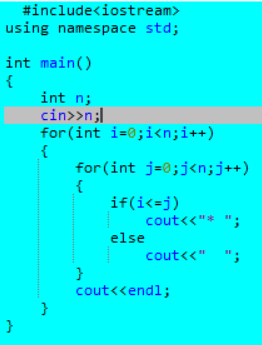 #include<iostream>
using namespace std;
int main()
{
int n;
cin>>n;
for(int i=0;i<n;i++)
{
for(int j=0;j<n;j++)
{
if(i<=j)
cout<<"* ";
else
cout<<"  ";
}
cout<<endl;
}
}